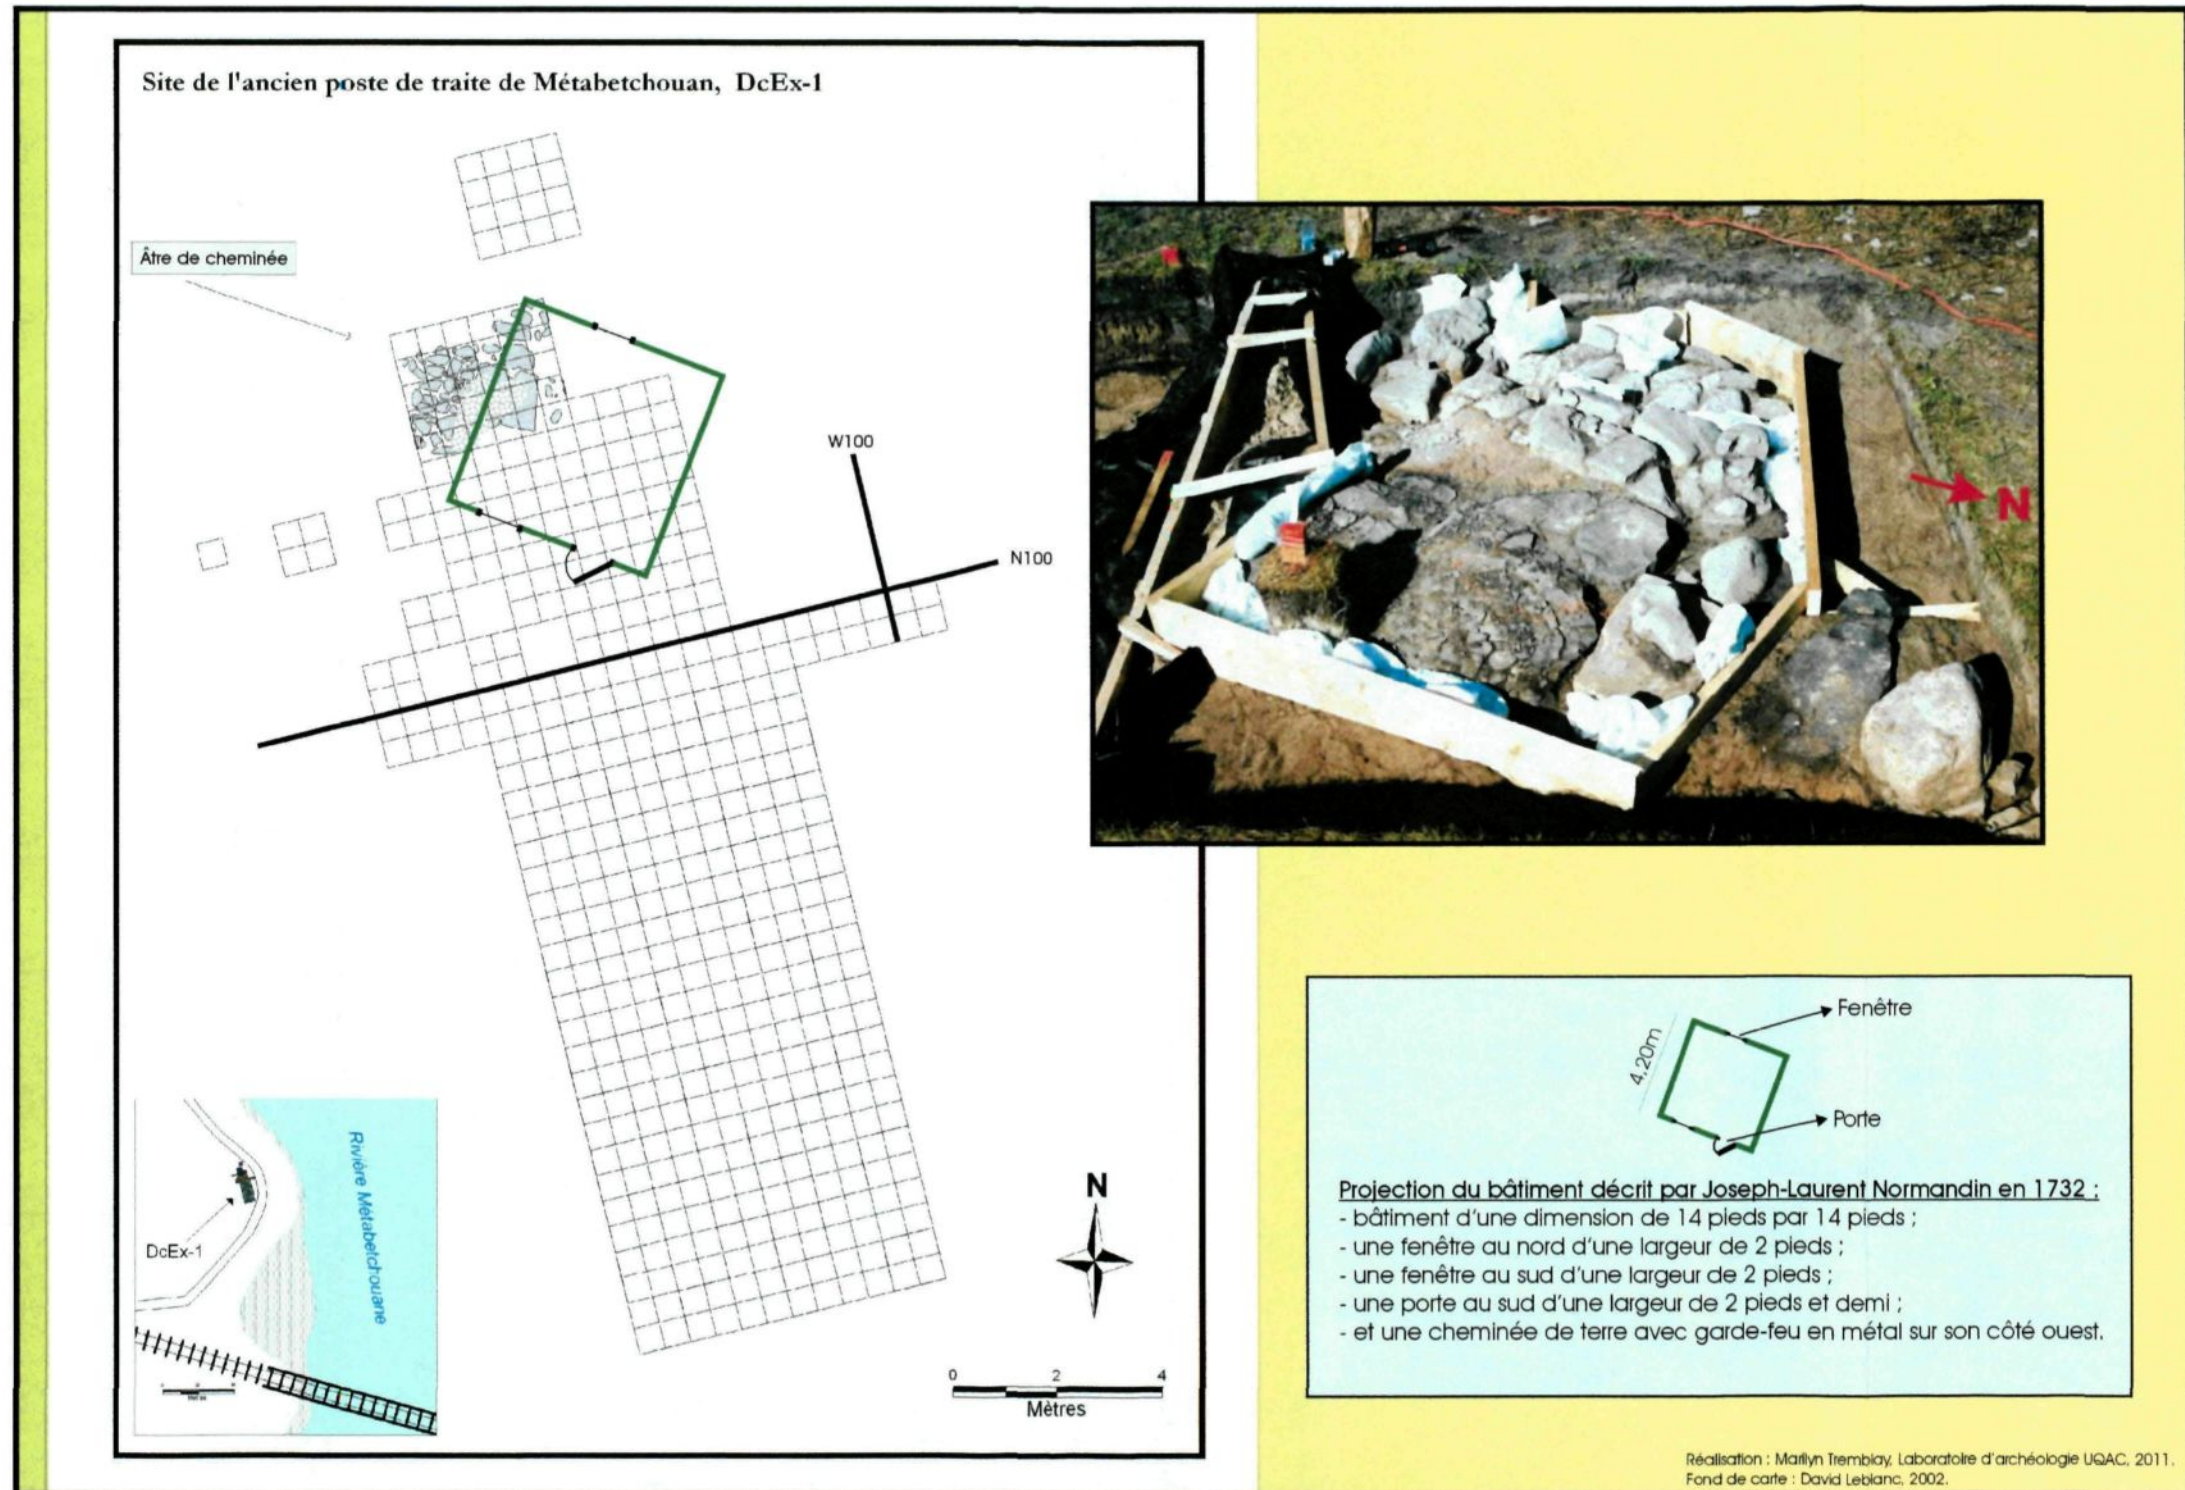 Site de l'ancien poste de traite de Métabetchouan, DcEx-1
Âtre de cheminée
W100
N100
N
Rivière Métabetchouane
DcEx-1
N
0 2 4
Mètres
4,20m
Fenêtre
Porte
Projection du bâtiment décrit par Joseph-Laurent Normandin en 1732 :
- bâtiment d'une dimension de 14 pieds par 14 pieds ;
- une fenêtre au nord d'une largeur de 2 pieds ;
- une fenêtre au sud d'une largeur de 2 pieds ;
- une porte au sud d'une largeur de 2 pieds et demi ;
- et une cheminée de terre avec garde-feu en métal sur son côté ouest.
Réalisation : Marilyn Tremblay, Laboratoire d'archéologie UQAC, 2011.
Fond de carte : David Leblanc, 2002.